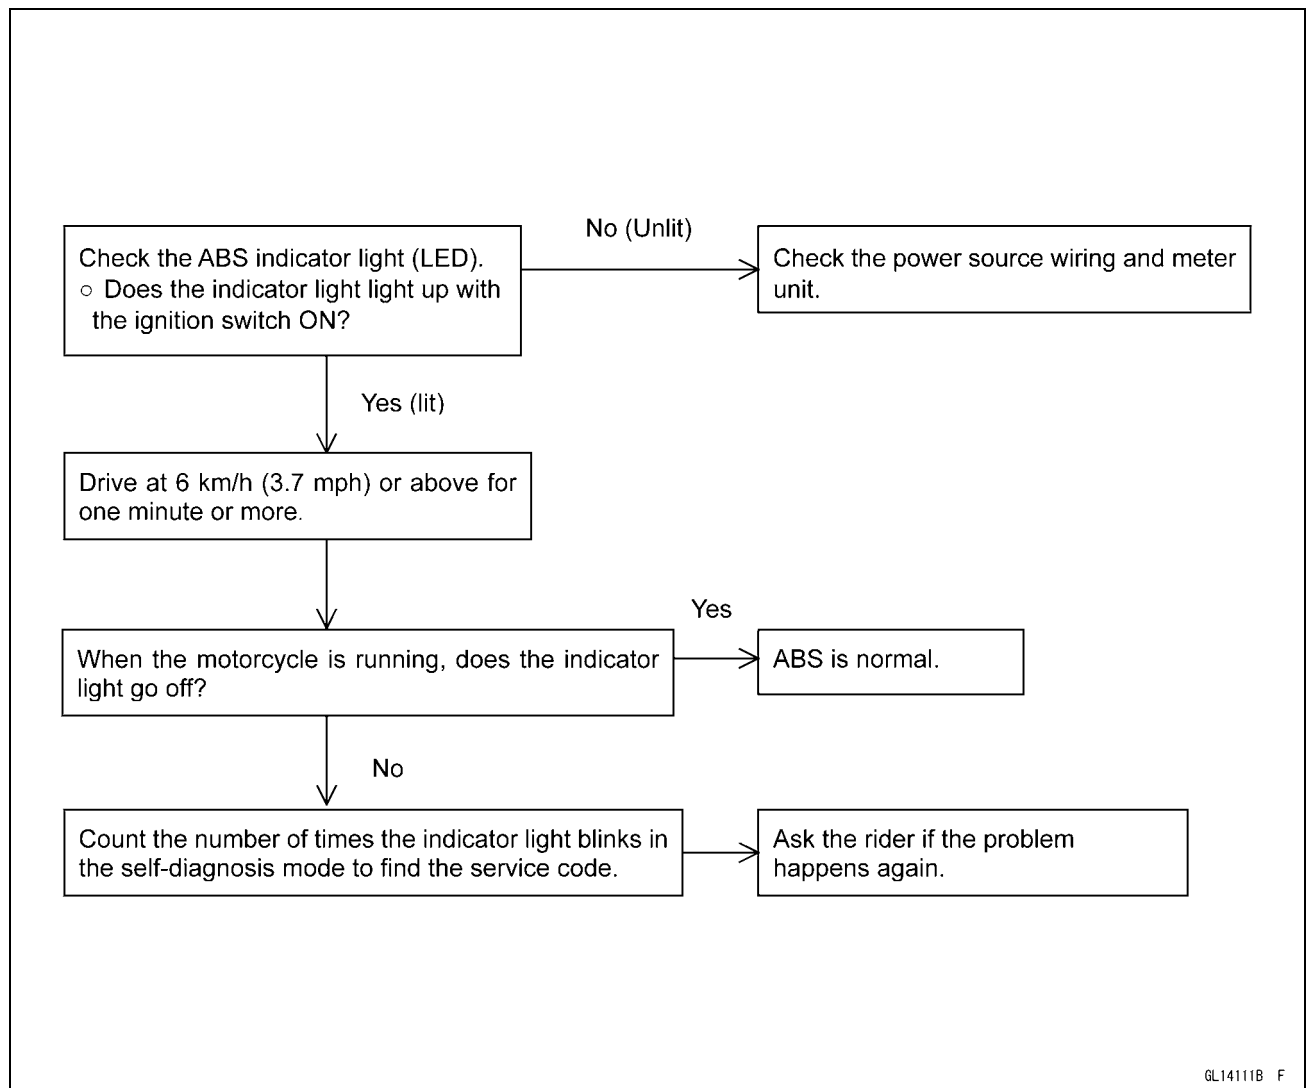 No (Unlit)
Check the ABS indicator light (LED).
○ Does the indicator light light up with
the ignition switch ON?
Check the power source wiring and meter
unit.
Yes (lit)
Drive at 6 km/h (3.7 mph) or above for
one minute or more.
Yes
When the motorcycle is running, does the indicator
light go off?
ABS is normal.
No
Count the number of times the indicator light blinks in
the self-diagnosis mode to find the service code.
Ask the rider if the problem
happens again.
GL14111B F